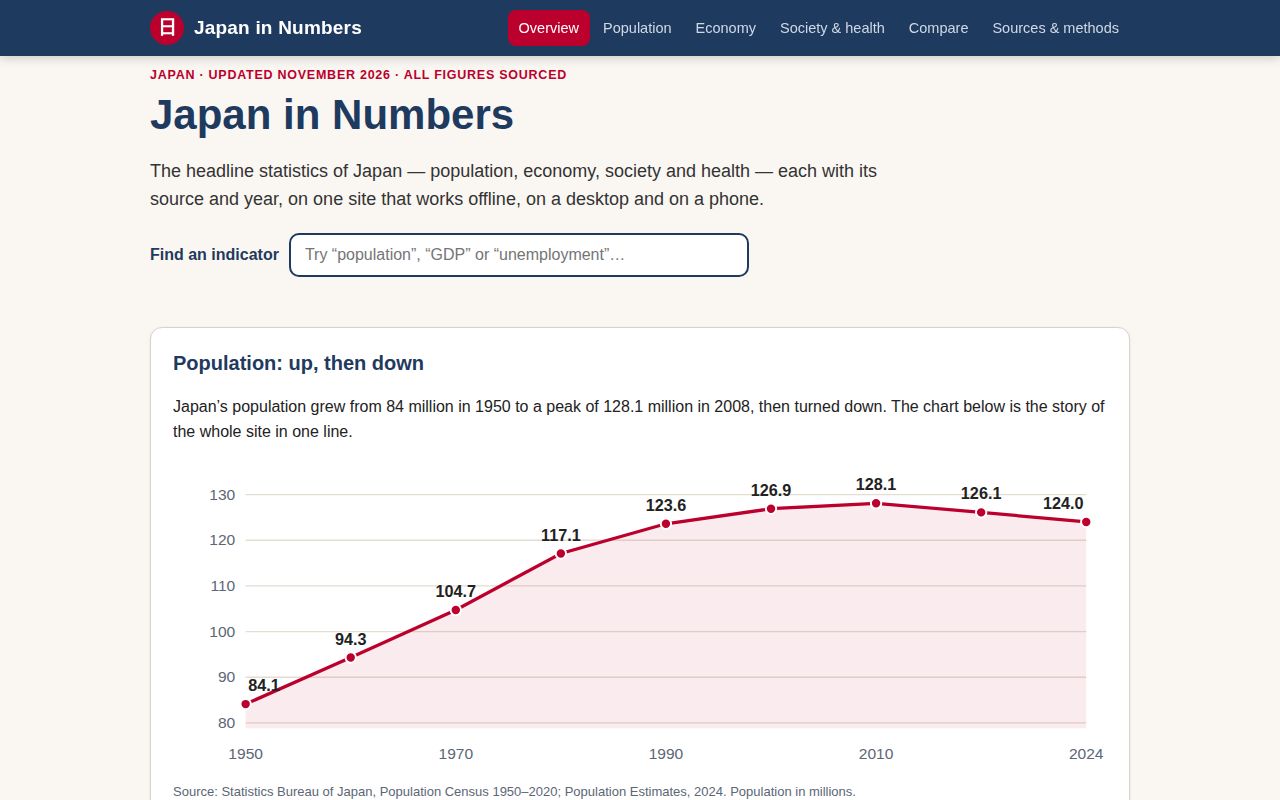 日 Japan in Numbers
Overview Population Economy Society & health Compare Sources & methods
JAPAN · UPDATED NOVEMBER 2026 · ALL FIGURES SOURCED
Japan in Numbers
The headline statistics of Japan — population, economy, society and health — each with its
source and year, on one site that works offline, on a desktop and on a phone.
Find an indicator
Try “population”, “GDP” or “unemployment”…
Population: up, then down
Japan’s population grew from 84 million in 1950 to a peak of 128.1 million in 2008, then turned down. The chart below is the story of
the whole site in one line.
130
120
110
100
90
80
84.1
94.3
104.7
117.1
123.6
126.9
128.1
126.1
124.0
1950 1970 1990 2010 2024
Source: Statistics Bureau of Japan, Population Census 1950–2020; Population Estimates, 2024. Population in millions.